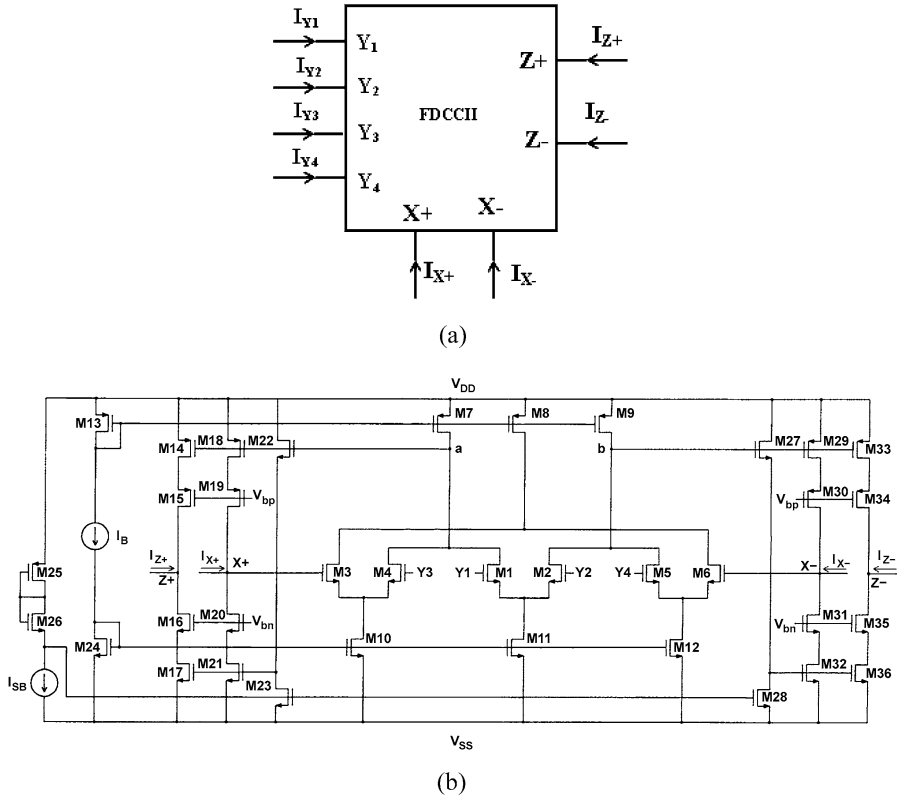 I_Y1
Y_1
I_Y2
Y_2
I_Y3
Y_3
I_Y4
Y_4
FDCCII
Z+
I_Z+
Z-
I_Z-
X+ X-
I_X+ I_X-
(a)
V_DD
M13 M7 M8 M9
M14 M18 M22 a b M27 M29 M33
M15 M19 V_bp V_bp M30 M34
I_B
I_Z+ I_X+ X+ X- I_X- I_Z-
Z+ Z-
M25 M3 M4 Y3 Y1 M1 M2 Y2 Y4 M5 M6
M26 M16 M20 V_bn V_bn M31 M35
M24 M10 M11 M12
I_SB M17 M21 M23 M28 M32 M36
V_SS
(b)